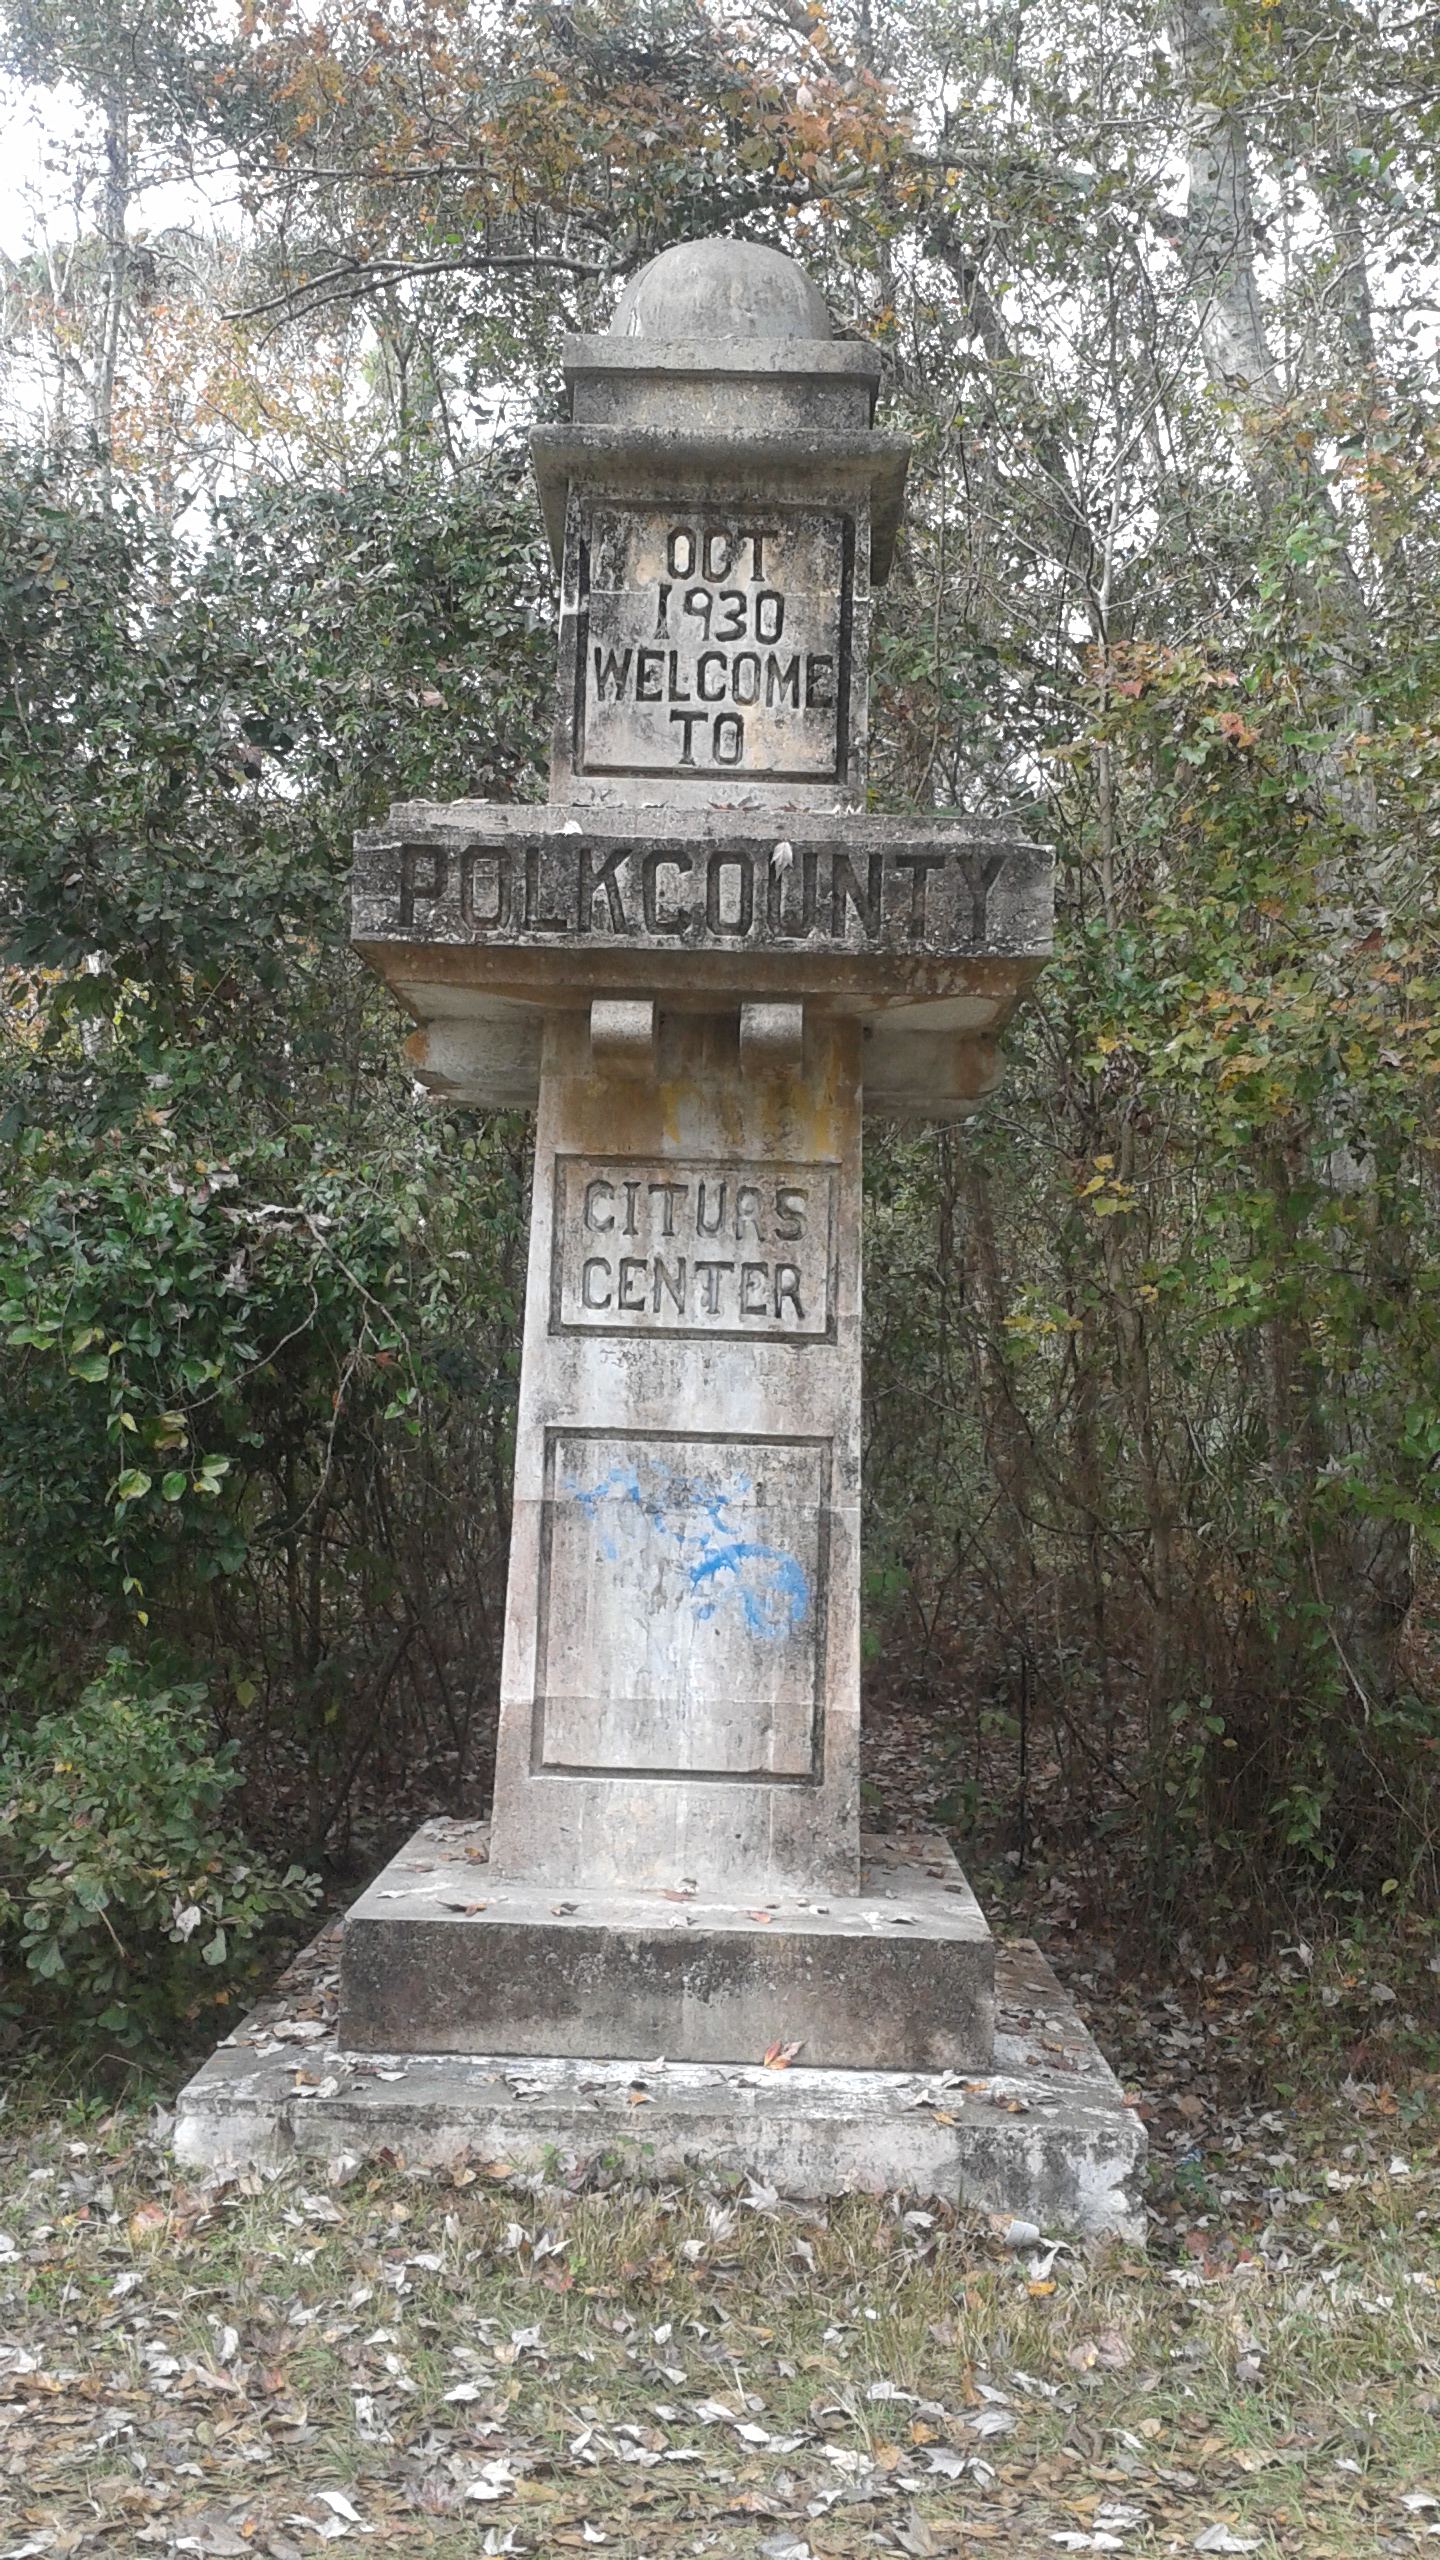 OCT
1930
WELCOME
TO
POLK COUNTY
CITURS
CENTER